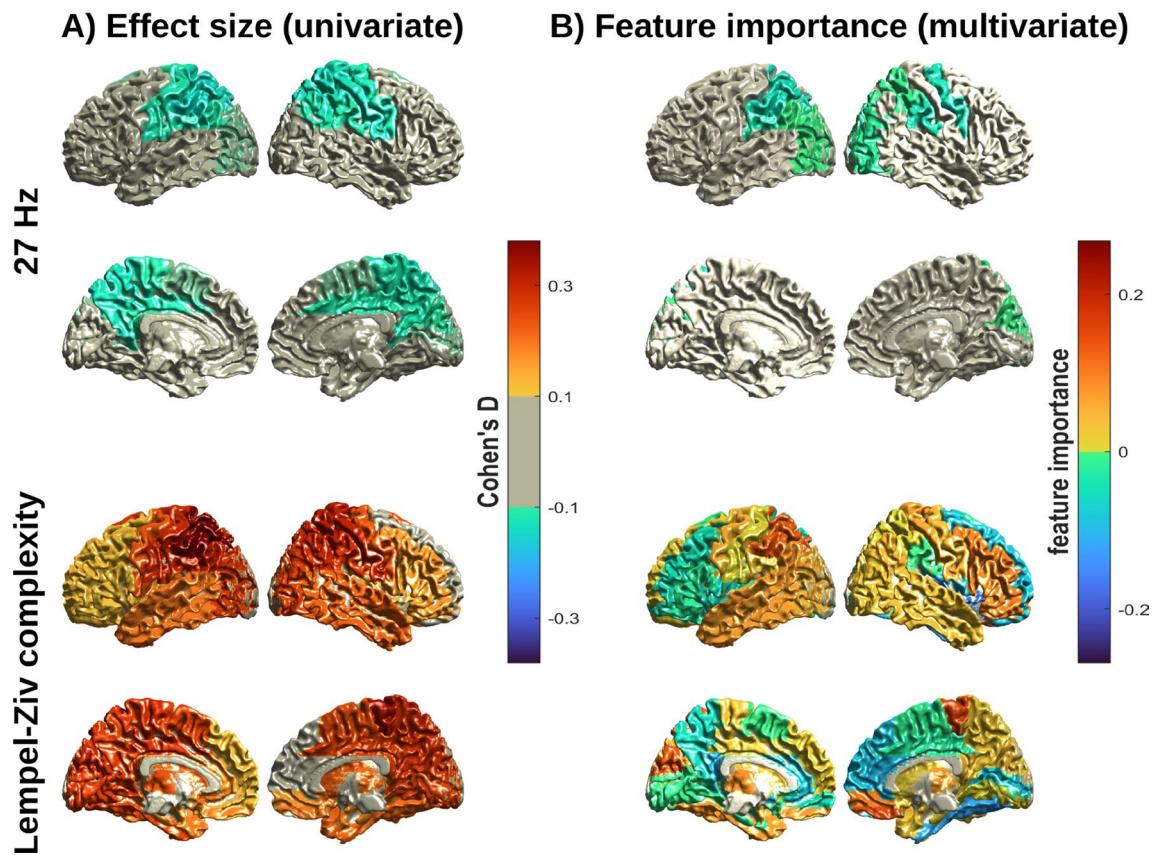 A) Effect size (univariate)
B) Feature importance (multivariate)
27 Hz
Cohen's D
0.3
0.1
-0.1
-0.3
feature importance
0.2
0
-0.2
Lempel-Ziv complexity